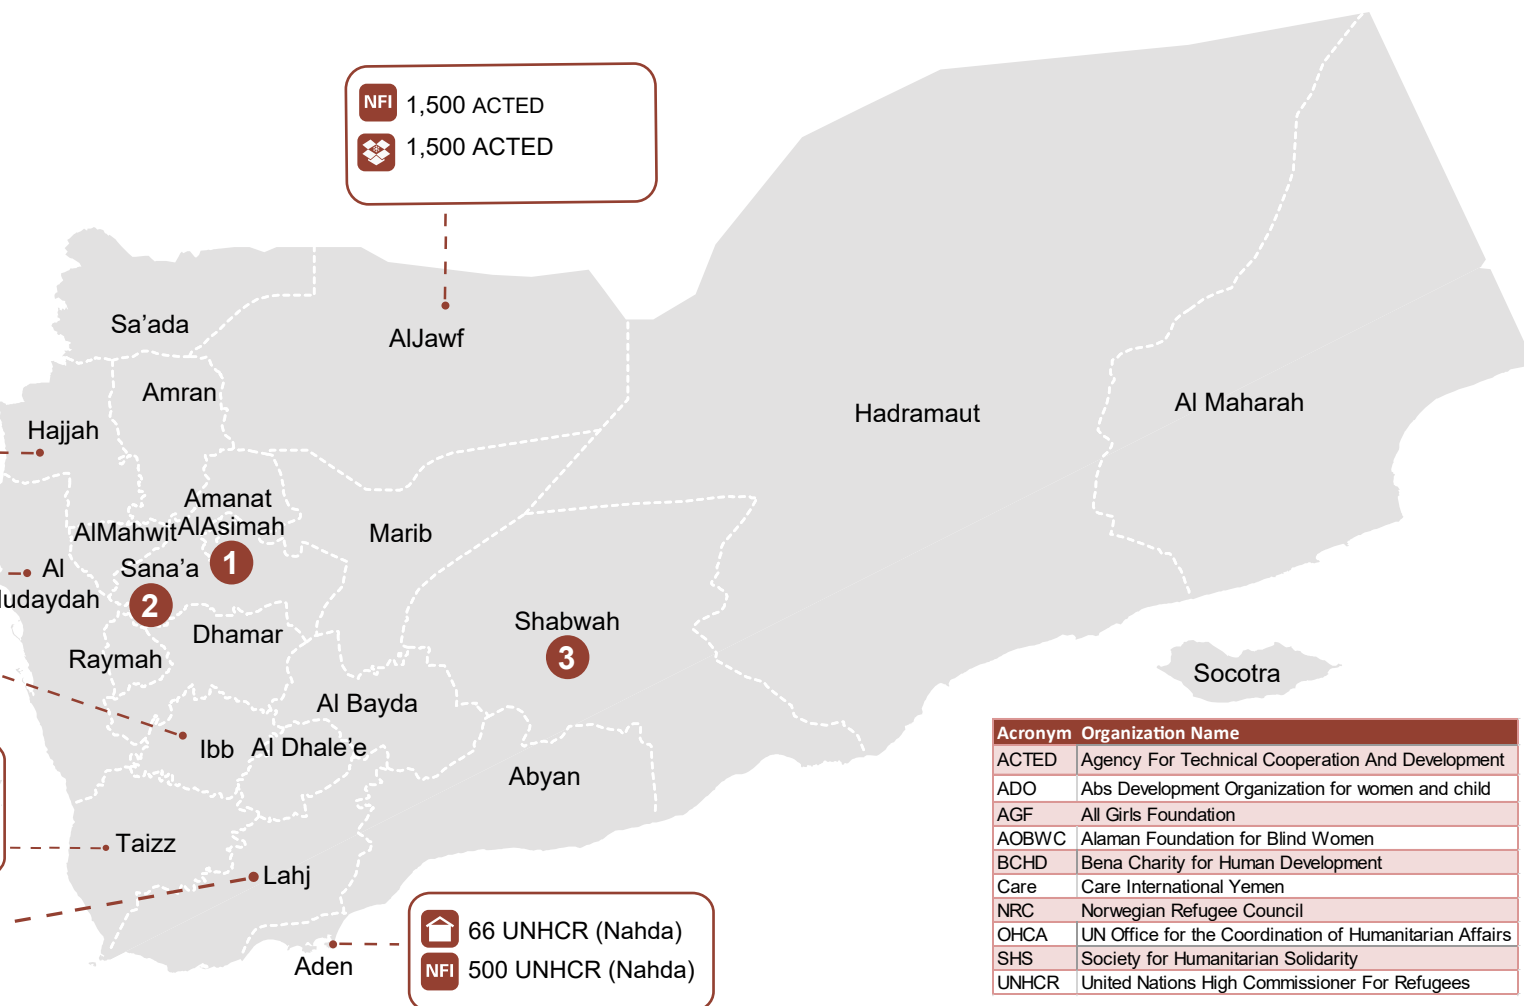 NFI 1,500 ACTED
1,500 ACTED
Sa’ada
AlJawf
Amran
Hajjah
Hadramaut
Al Maharah
Amanat
AlAsimah
AlMahwit
Marib
1
Sana’a
2
Al
udaydah
Shabwah
3
Dhamar
Raymah
Socotra
Al Bayda
Ibb
Al Dhale’e
Abyan
Taizz
Lahj
Aden
66 UNHCR (Nahda)
NFI 500 UNHCR (Nahda)
Acronym Organization Name
ACTED Agency For Technical Cooperation And Development
ADO Abs Development Organization for women and child
AGF All Girls Foundation
AOBWC Alaman Foundation for Blind Women
BCHD Bena Charity for Human Development
Care Care International Yemen
NRC Norwegian Refugee Council
OHCA UN Office for the Coordination of Humanitarian Affairs
SHS Society for Humanitarian Solidarity
UNHCR United Nations High Commissioner For Refugees